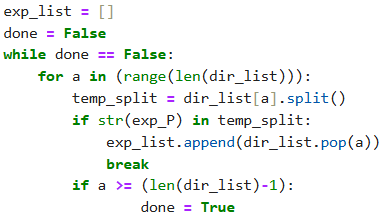 exp_list = []
done = False
while done == False:
    for a in (range(len(dir_list))):
        temp_split = dir_list[a].split()
        if str(exp_P) in temp_split:
            exp_list.append(dir_list.pop(a))
            break
        if a >= (len(dir_list)-1):
                done = True